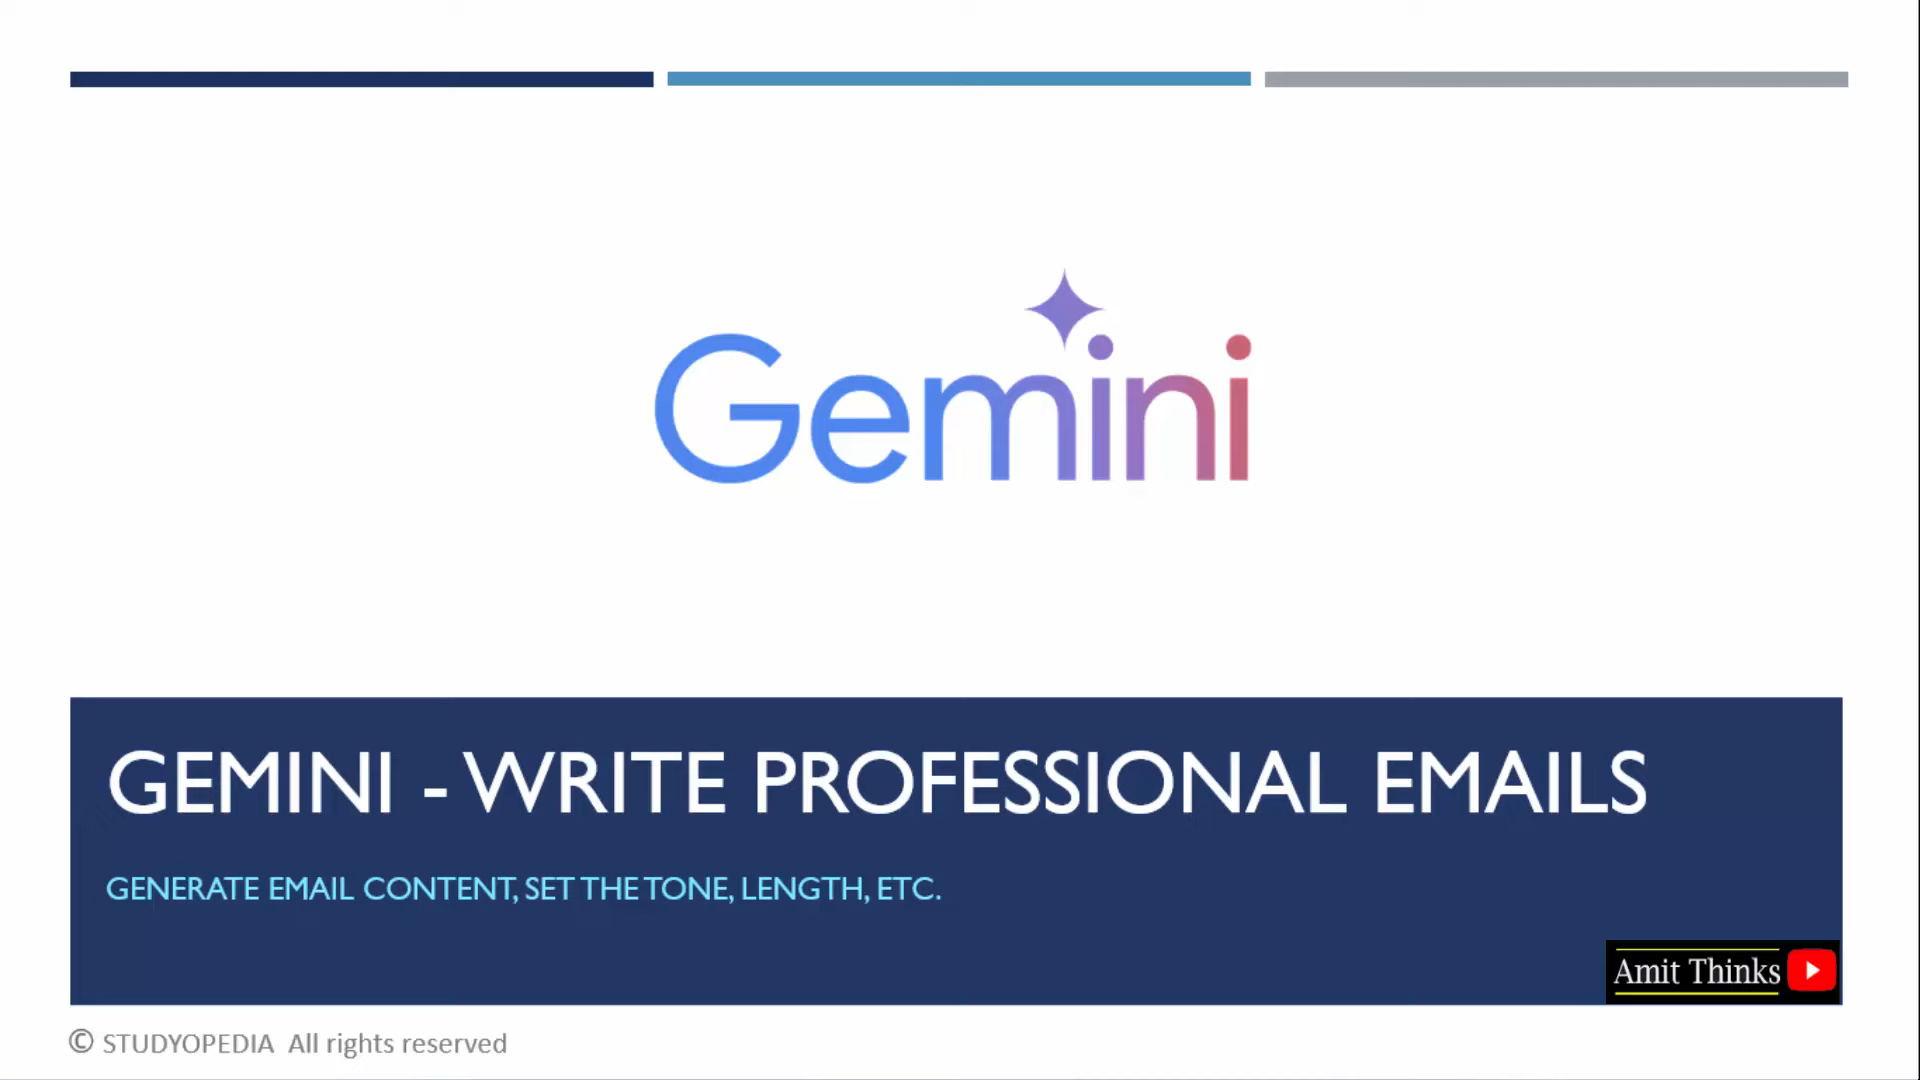 Gemini
GEMINI - WRITE PROFESSIONAL EMAILS
GENERATE EMAIL CONTENT, SET THE TONE, LENGTH, ETC.
Amit Thinks
© STUDYOPEDIA All rights reserved